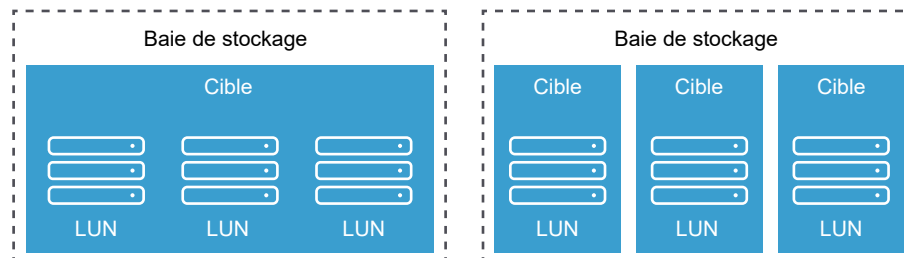 Baie de stockage
Cible
LUN LUN LUN
Baie de stockage
Cible Cible Cible
LUN LUN LUN